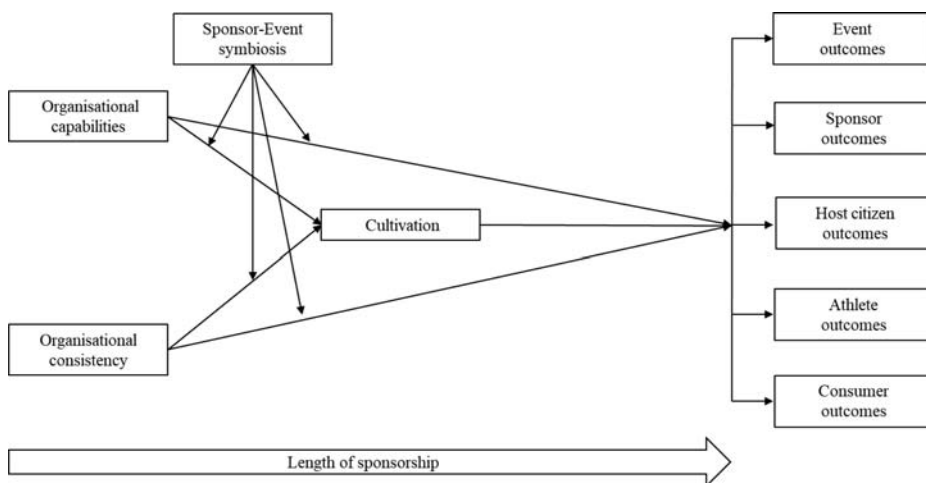 Sponsor-Event
symbiosis
Organisational
capabilities
Organisational
consistency
Cultivation
Event
outcomes
Sponsor
outcomes
Host citizen
outcomes
Athlete
outcomes
Consumer
outcomes
Length of sponsorship